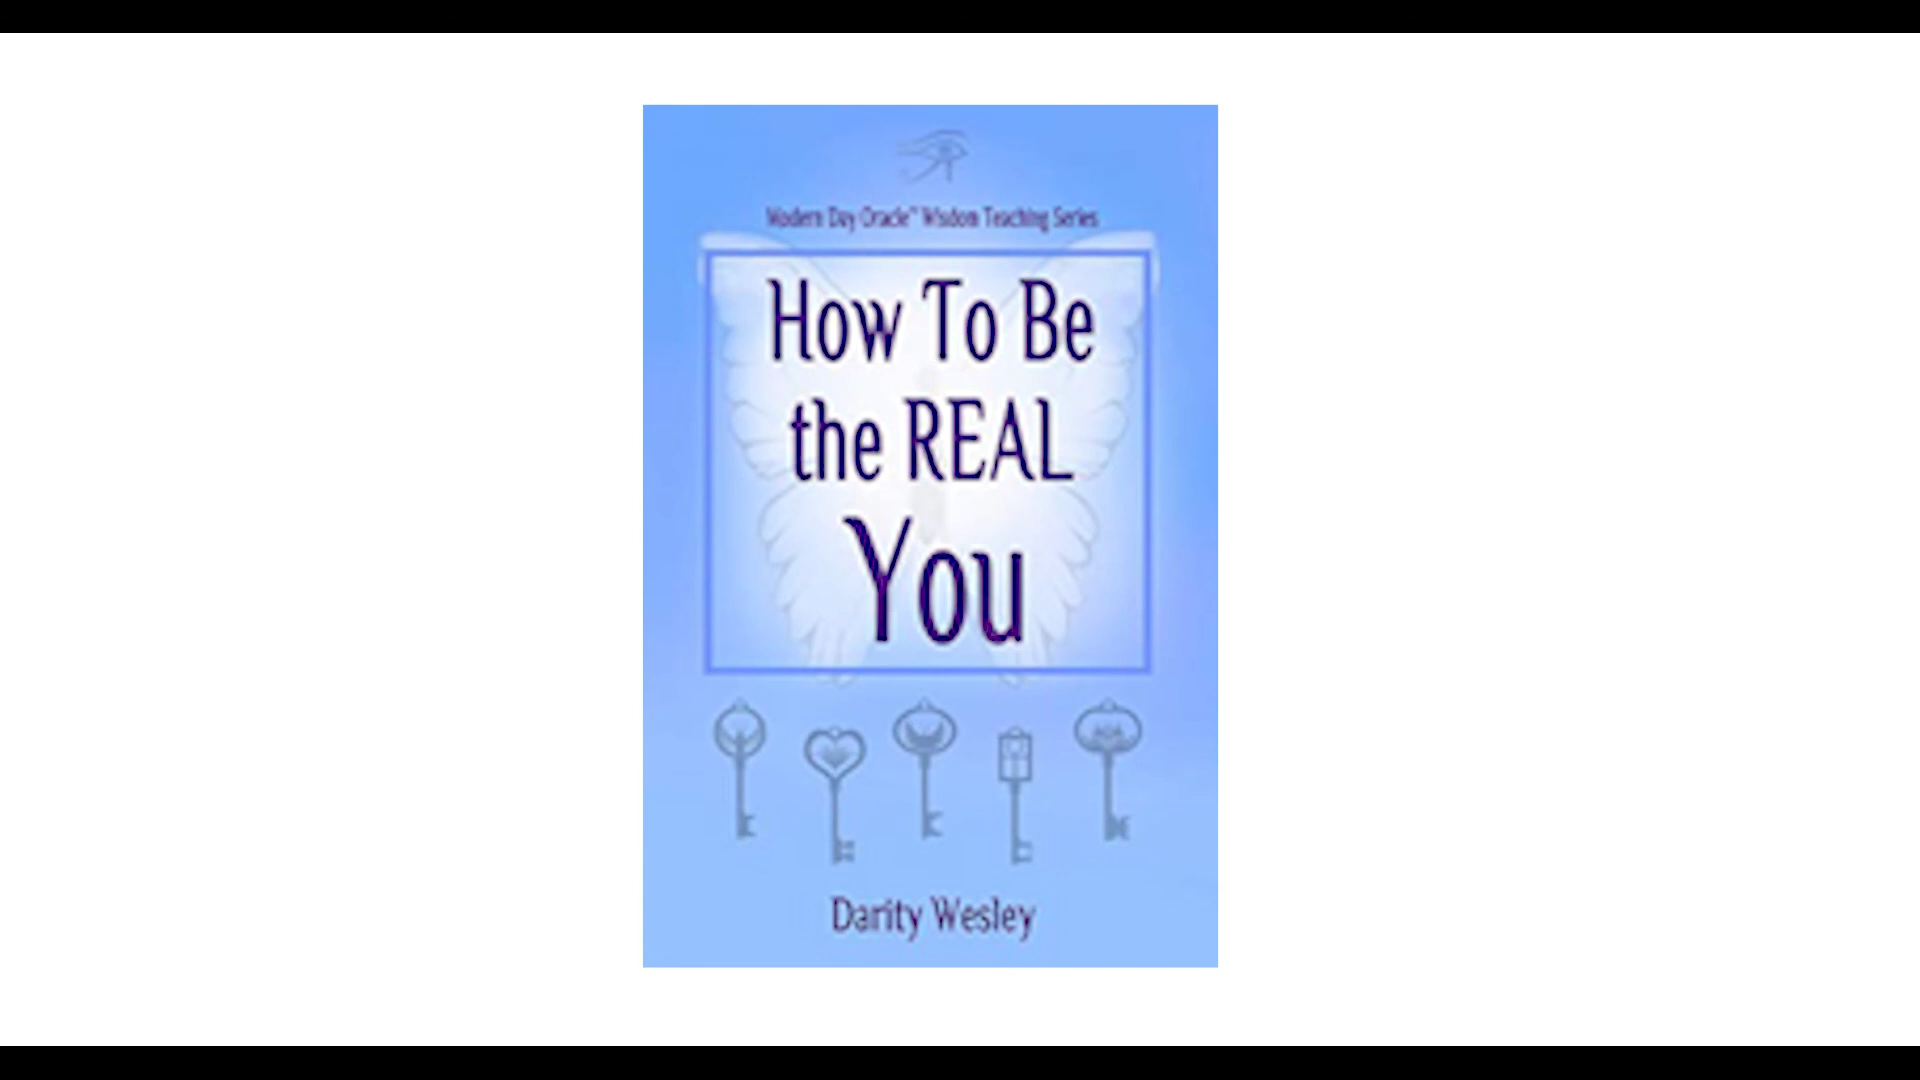 Modern Day Oracle™ Wisdom Teaching Series
How To Be
the REAL
You
Darity Wesley